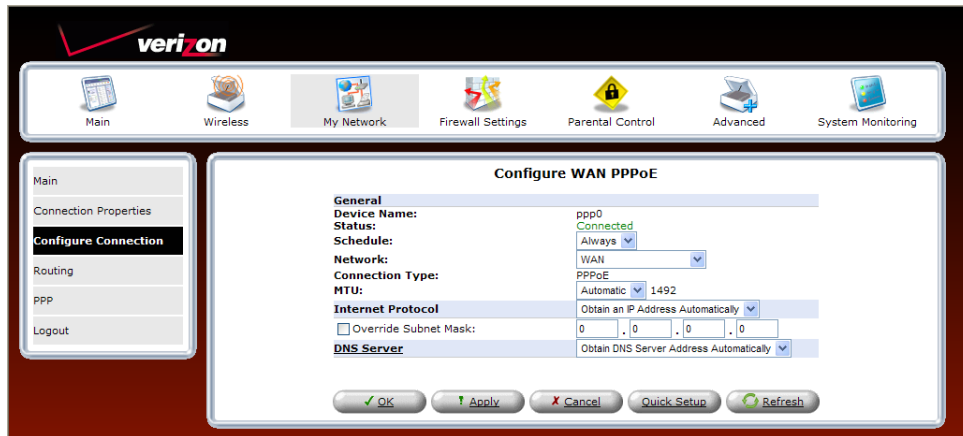 verizon
Main
Wireless
My Network
Firewall Settings
Parental Control
Advanced
System Monitoring
Main
Connection Properties
Configure Connection
Routing
PPP
Logout
Configure WAN PPPoE
General
Device Name: ppp0
Status: Connected
Schedule: Always
Network: WAN
Connection Type: PPPoE
MTU: Automatic 1492
Internet Protocol Obtain an IP Address Automatically
Override Subnet Mask: 0 . 0 . 0 . 0
DNS Server Obtain DNS Server Address Automatically
OK Apply Cancel Quick Setup Refresh